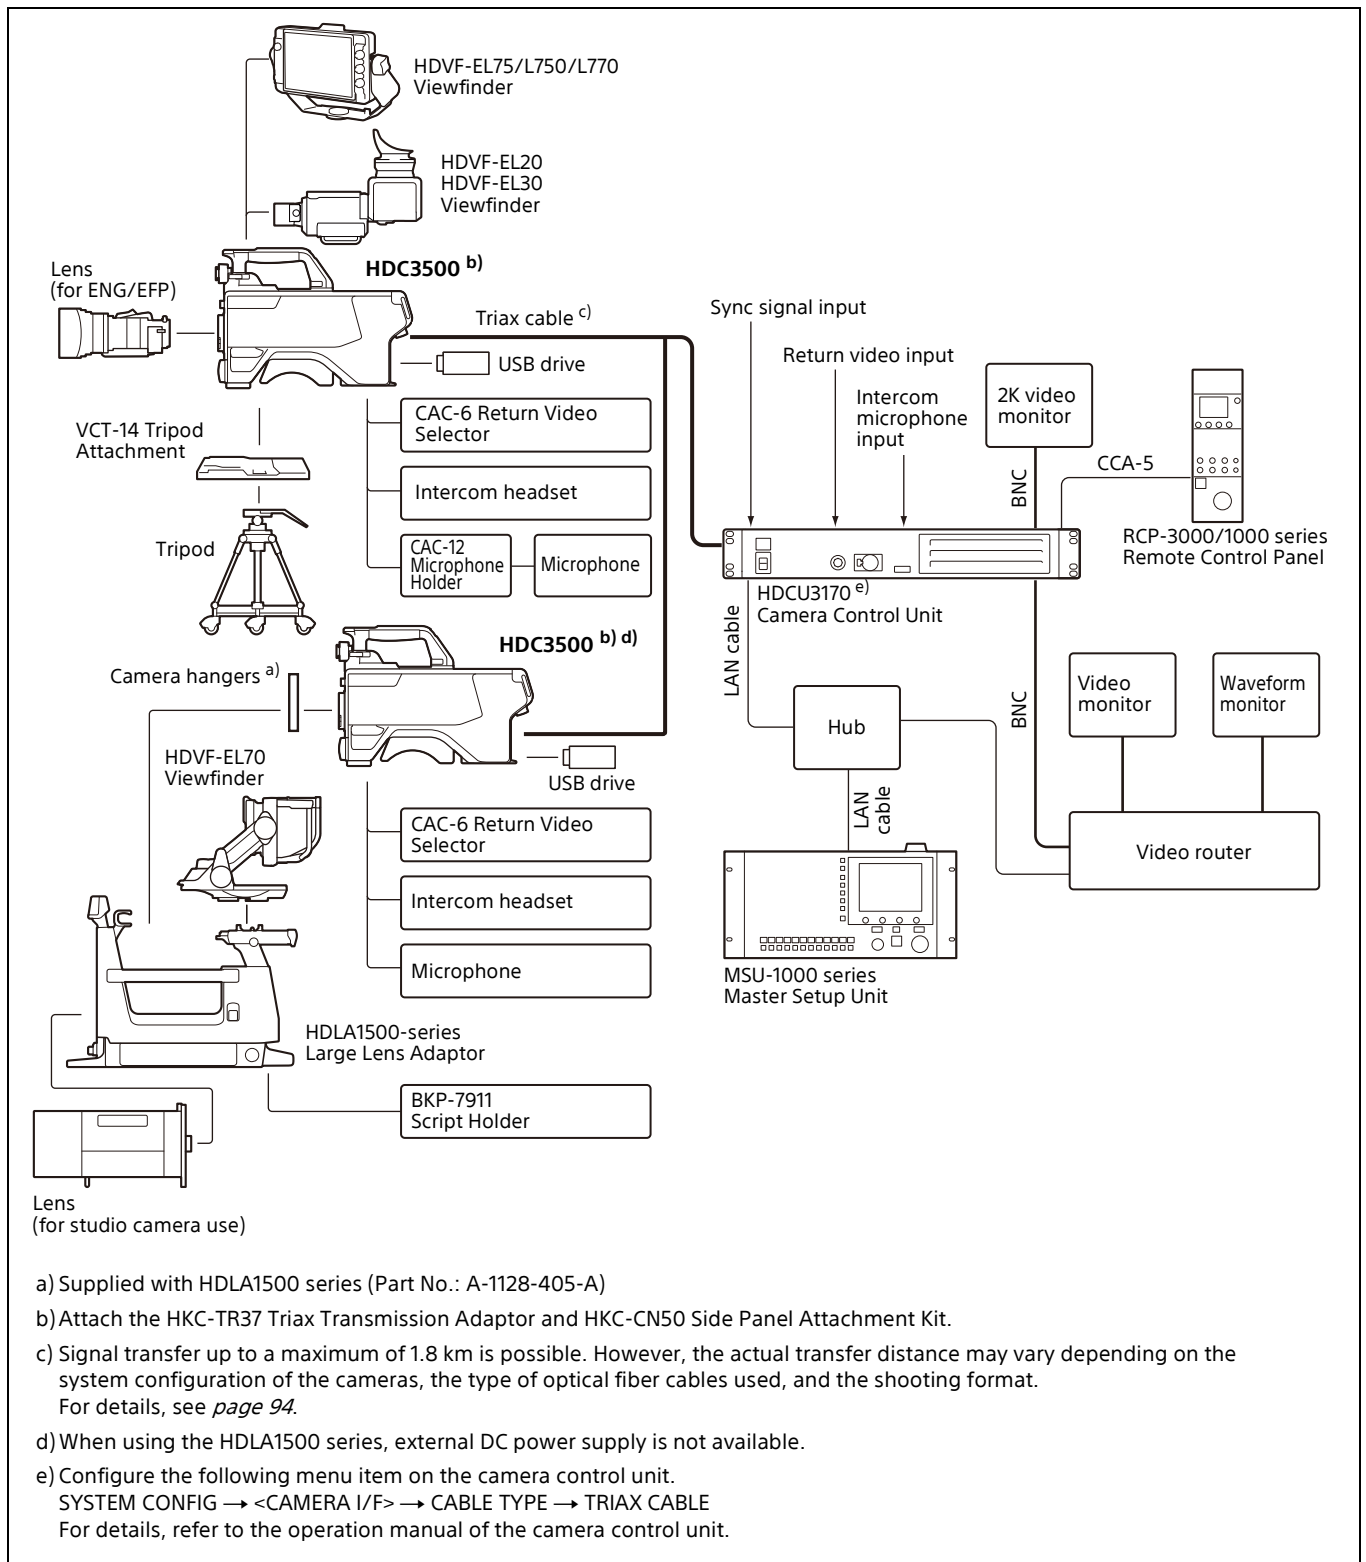 HDVF-EL75/L750/L770
Viewfinder
HDVF-EL20
HDVF-EL30
Viewfinder
HDC3500 b)
Lens
(for ENG/EFP)
Triax cable c)
USB drive
CAC-6 Return Video
Selector
VCT-14 Tripod
Attachment
Intercom headset
Tripod
CAC-12
Microphone
Holder
Microphone
Sync signal input
Return video input
Intercom
microphone
input
2K video
monitor
BNC
CCA-5
RCP-3000/1000 series
Remote Control Panel
HDCU3170 e)
Camera Control Unit
LAN cable
HDC3500 b) d)
Camera hangers a)
USB drive
HDVF-EL70
Viewfinder
CAC-6 Return Video
Selector
Intercom headset
Microphone
Hub
BNC
Video
monitor
Waveform
monitor
LAN
cable
Video router
MSU-1000 series
Master Setup Unit
HDLA1500-series
Large Lens Adaptor
BKP-7911
Script Holder
Lens
(for studio camera use)
a) Supplied with HDLA1500 series (Part No.: A-1128-405-A)
b) Attach the HKC-TR37 Triax Transmission Adaptor and HKC-CN50 Side Panel Attachment Kit.
c) Signal transfer up to a maximum of 1.8 km is possible. However, the actual transfer distance may vary depending on the
system configuration of the cameras, the type of optical fiber cables used, and the shooting format.
For details, see page 94.
d) When using the HDLA1500 series, external DC power supply is not available.
e) Configure the following menu item on the camera control unit.
SYSTEM CONFIG → <CAMERA I/F> → CABLE TYPE → TRIAX CABLE
For details, refer to the operation manual of the camera control unit.